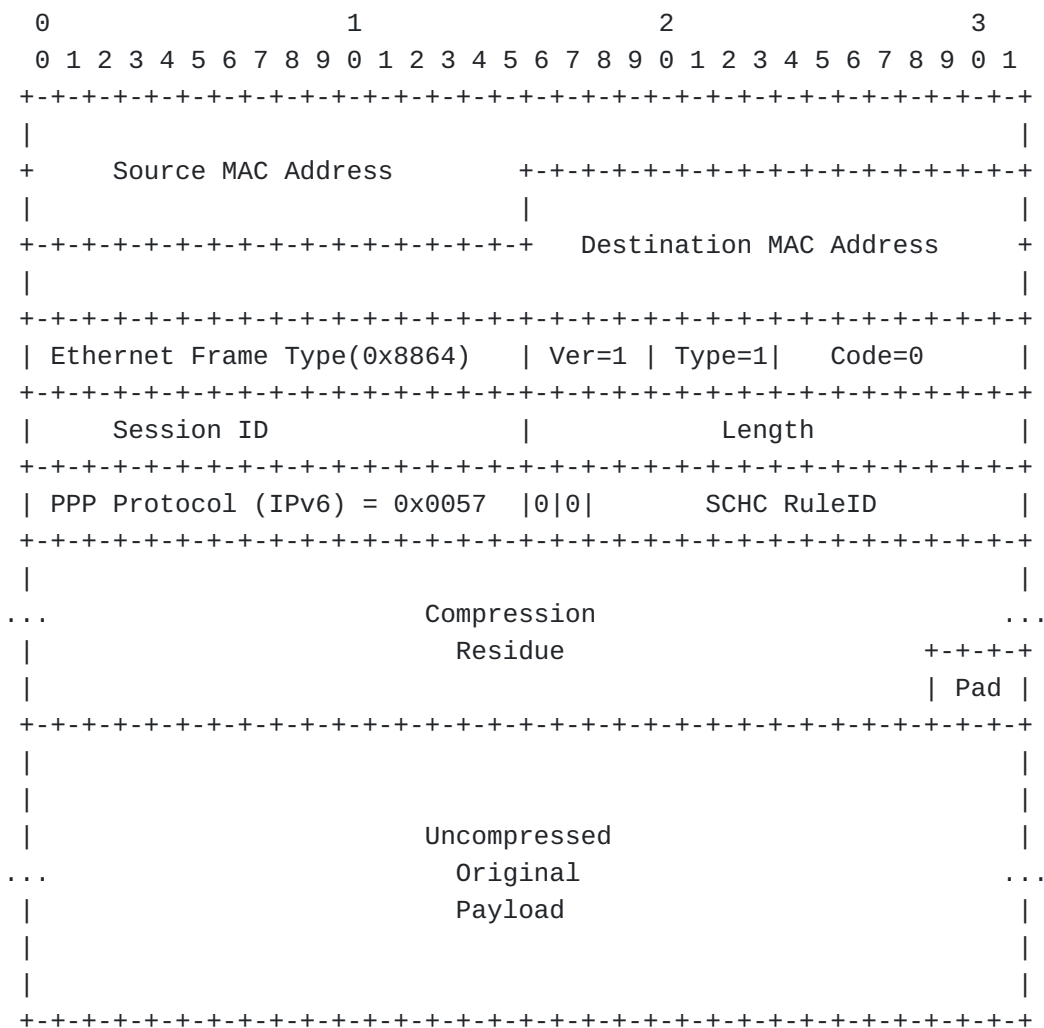 0                   1                   2                   3
  0 1 2 3 4 5 6 7 8 9 0 1 2 3 4 5 6 7 8 9 0 1 2 3 4 5 6 7 8 9 0 1
 +-+-+-+-+-+-+-+-+-+-+-+-+-+-+-+-+-+-+-+-+-+-+-+-+-+-+-+-+-+-+-+-+
 |                                                               |
 +     Source MAC Address        +-+-+-+-+-+-+-+-+-+-+-+-+-+-+-+-+
 |                               |                               |
 +-+-+-+-+-+-+-+-+-+-+-+-+-+-+-+-+   Destination MAC Address     +
 |                                                               |
 +-+-+-+-+-+-+-+-+-+-+-+-+-+-+-+-+-+-+-+-+-+-+-+-+-+-+-+-+-+-+-+-+
 | Ethernet Frame Type(0x8864)   | Ver=1 | Type=1|   Code=0      |
 +-+-+-+-+-+-+-+-+-+-+-+-+-+-+-+-+-+-+-+-+-+-+-+-+-+-+-+-+-+-+-+-+
 |     Session ID                |            Length             |
 +-+-+-+-+-+-+-+-+-+-+-+-+-+-+-+-+-+-+-+-+-+-+-+-+-+-+-+-+-+-+-+-+
 | PPP Protocol (IPv6) = 0x0057  |0|0|       SCHC RuleID         |
 +-+-+-+-+-+-+-+-+-+-+-+-+-+-+-+-+-+-+-+-+-+-+-+-+-+-+-+-+-+-+-+-+
 |                                                               |
...                        Compression                          ...
 |                           Residue                       +-+-+-+
 |                                                         | Pad |
 +-+-+-+-+-+-+-+-+-+-+-+-+-+-+-+-+-+-+-+-+-+-+-+-+-+-+-+-+-+-+-+-+
 |                                                               |
 |                                                               |
 |                         Uncompressed                          |
...                          Original                           ...
 |                           Payload                             |
 |                                                               |
 |                                                               |
 +-+-+-+-+-+-+-+-+-+-+-+-+-+-+-+-+-+-+-+-+-+-+-+-+-+-+-+-+-+-+-+-+